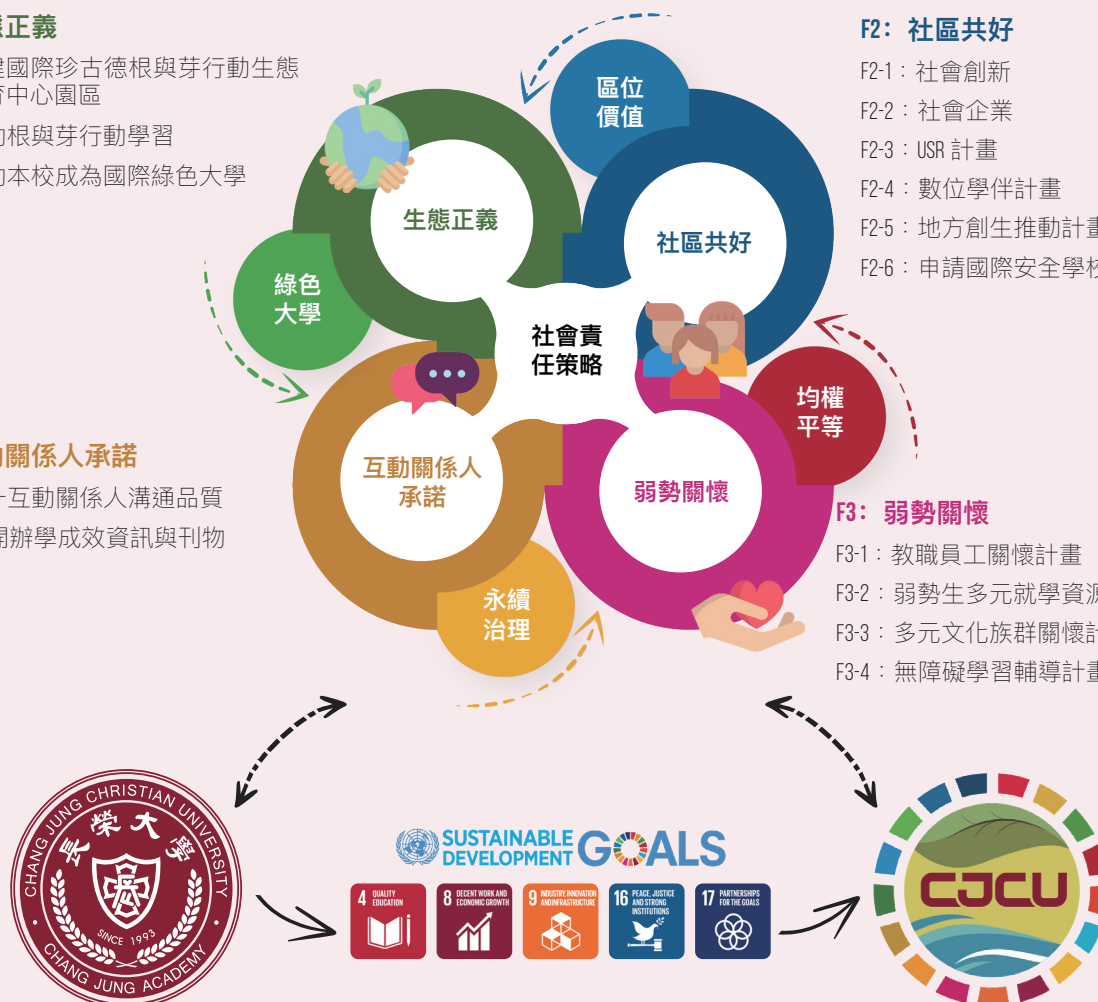 態正義
建國際珍古德根與芽行動生態
育中心園區
動根與芽行動學習
動本校成為國際綠色大學
動關係人承諾
升互動關係人溝通品質
開辦學成效資訊與刊物
區位
價值
生態正義
社區共好
綠色
大學
社會責
任策略
均權
平等
互動關係人
承諾
弱勢關懷
永續
治理
F2: 社區共好
F2-1：社會創新
F2-2：社會企業
F2-3：USR 計畫
F2-4：數位學伴計畫
F2-5：地方創生推動計畫
F2-6：申請國際安全學校
F3: 弱勢關懷
F3-1：教職員工關懷計畫
F3-2：弱勢生多元就學資源
F3-3：多元文化族群關懷計
F3-4：無障礙學習輔導計畫
CHANG JUNG CHRISTIAN UNIVERSITY
長榮大學
SINCE 1993
CHANG JUNG ACADEMY
SUSTAINABLE
DEVELOPMENT
GOALS
4 QUALITY
EDUCATION
8 DECENT WORK AND
ECONOMIC GROWTH
9 INDUSTRY, INNOVATION
AND INFRASTRUCTURE
16 PEACE, JUSTICE
AND STRONG
INSTITUTIONS
17 PARTNERSHIPS
FOR THE GOALS
CJCU